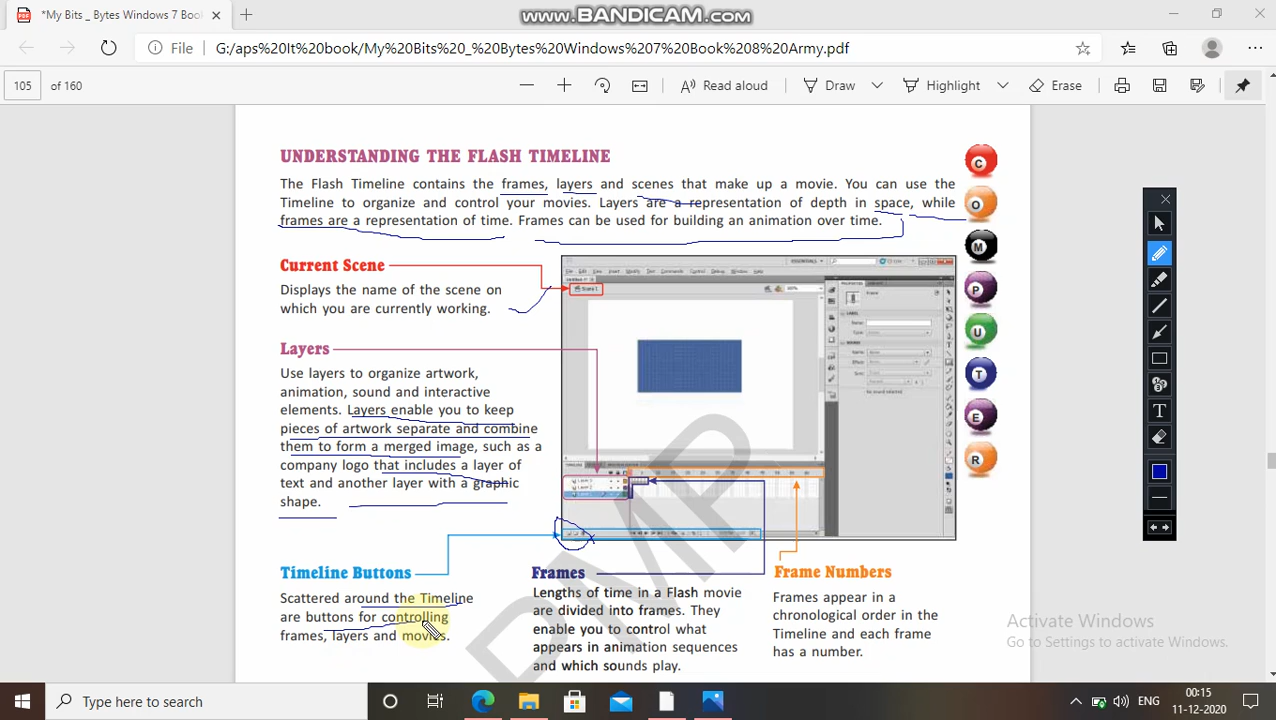 *My Bits _ Bytes Windows 7 Boo
www.BANDICAM.com
File G:/aps%20It%20book/My%20Bits%20_%20Bytes%20Windows%207%20Book%208%20Army.pdf
105 of 160 Read aloud Draw Highlight Erase
UNDERSTANDING THE FLASH TIMELINE
The Flash Timeline contains the frames, layers and scenes that make up a movie. You can use the
Timeline to organize and control your movies. Layers are a representation of depth in space, while
frames are a representation of time. Frames can be used for building an animation over time.
C
O
M
P
U
T
E
R
Current Scene
Displays the name of the scene on
which you are currently working.
Layers
Use layers to organize artwork,
animation, sound and interactive
elements. Layers enable you to keep
pieces of artwork separate and combine
them to form a merged image, such as a
company logo that includes a layer of
text and another layer with a graphic
shape.
Scene 1
Timeline Buttons
Scattered around the Timeline
are buttons for controlling
frames, layers and movies.
Frames
Lengths of time in a Flash movie
are divided into frames. They
enable you to control what
appears in animation sequences
and which sounds play.
Frame Numbers
Frames appear in a
chronological order in the
Timeline and each frame
has a number.
PMP
Activate Windows
Go to Settings to activate Windows.
Type here to search
ENG
00:15
11-12-2020